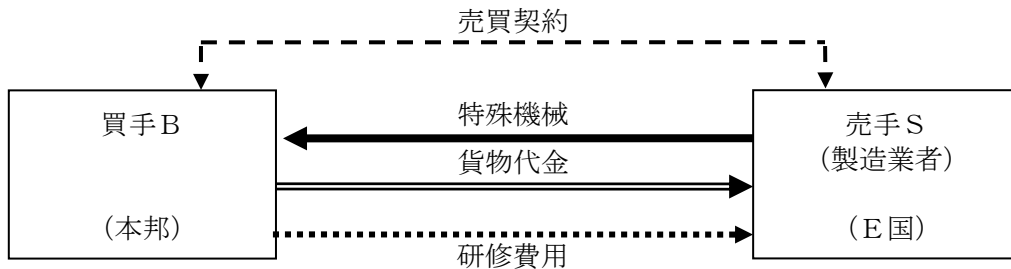 売買契約
買手B
特殊機械
売手S
(製造業者)
貨物代金
(本邦)
(E国)
研修費用